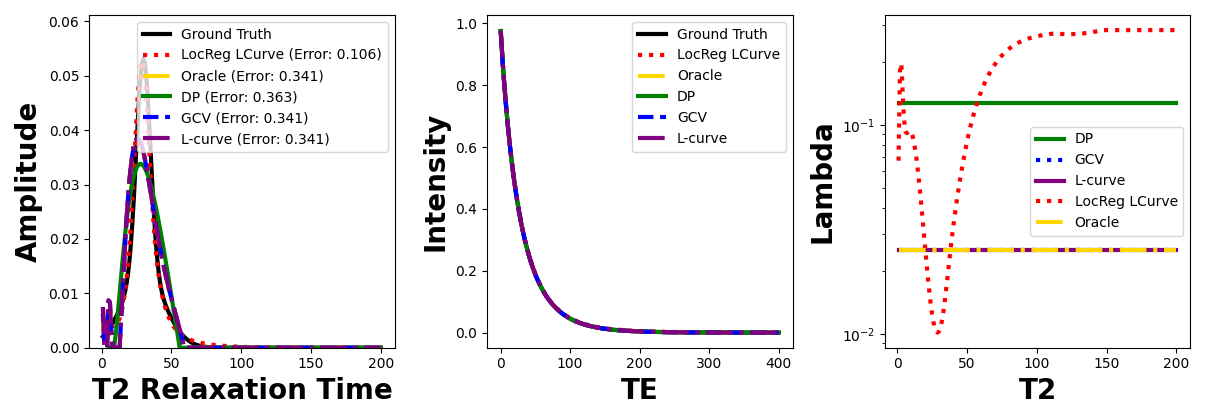 Amplitude
0.06
0.05
0.04
0.03
0.02
0.01
0.00
Ground Truth
LocReg LCurve (Error: 0.106)
Oracle (Error: 0.341)
DP (Error: 0.363)
GCV (Error: 0.341)
L-curve (Error: 0.341)
0 50 100 150 200
T2 Relaxation Time
Intensity
1.0
0.8
0.6
0.4
0.2
0.0
Ground Truth
LocReg LCurve
Oracle
DP
GCV
L-curve
0 100 200 300 400
TE
Lambda
10⁻¹
10⁻²
DP
GCV
L-curve
LocReg LCurve
Oracle
0 50 100 150 200
T2